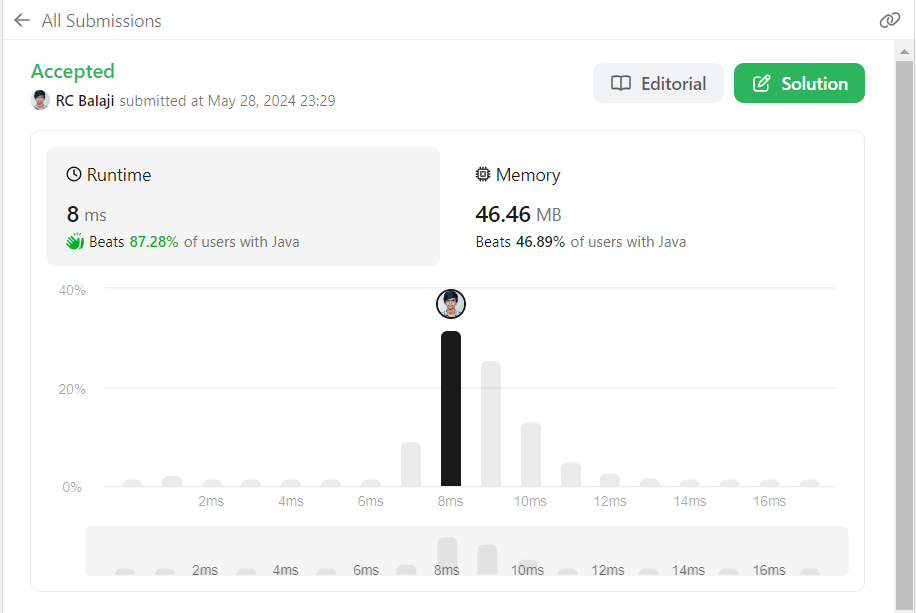 All Submissions
Accepted
RC Balaji submitted at May 28, 2024 23:29
Editorial
Solution
Runtime
8 ms
Beats 87.28% of users with Java
Memory
46.46 MB
Beats 46.89% of users with Java
40%
20%
0%
2ms 4ms 6ms 8ms 10ms 12ms 14ms 16ms
2ms 4ms 6ms 8ms 10ms 12ms 14ms 16ms